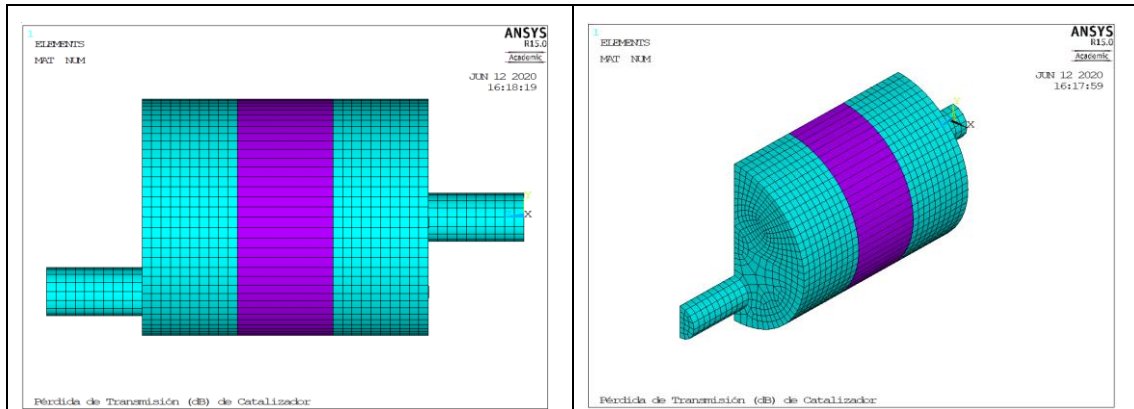 1
ELEMENTS
MAT NUM
ANSYS
R15.0
Academic
JUN 12 2020
16:18:19
Y
X
Pérdida de Transmisión (dB) de Catalizador
1
ELEMENTS
MAT NUM
ANSYS
R15.0
Academic
JUN 12 2020
16:17:59
Y
X
Pérdida de Transmisión (dB) de Catalizador